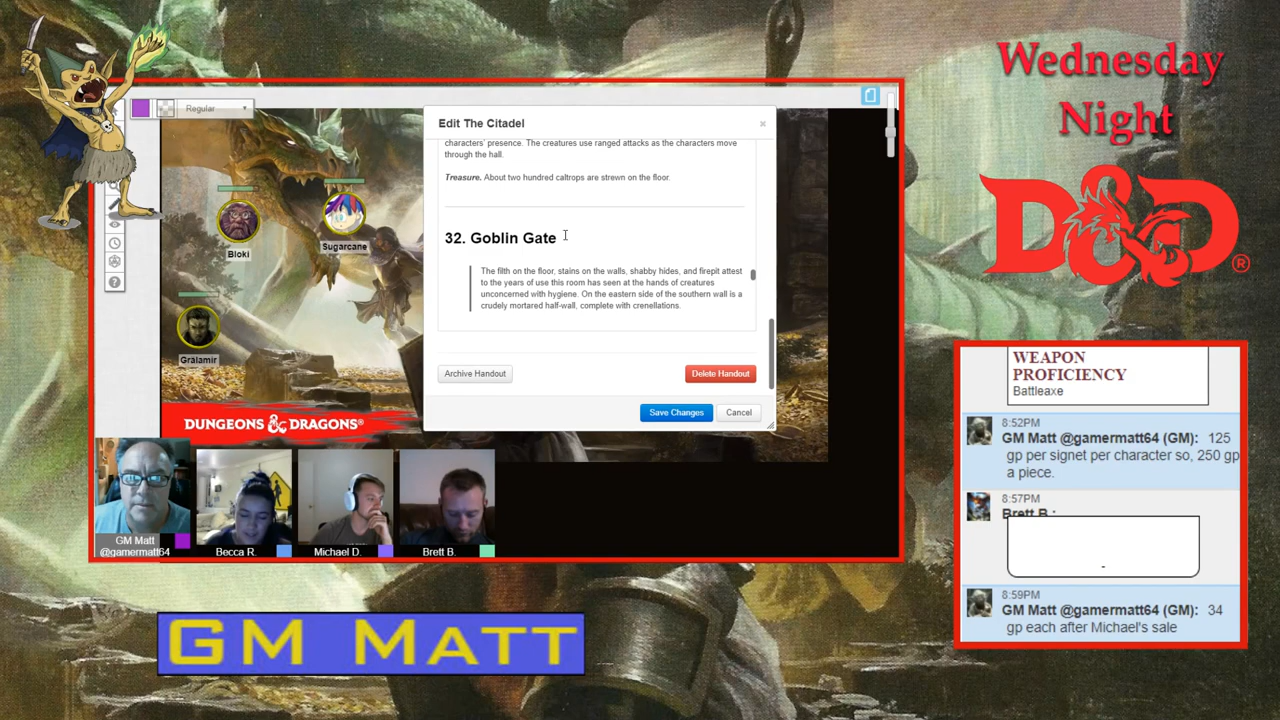 Wednesday
Night
D&D®
Regular
Edit The Citadel
×
characters' presence. The creatures use ranged attacks as the characters move
through the hall.
Treasure. About two hundred caltrops are strewn on the floor.
32. Goblin Gate
The filth on the floor, stains on the walls, shabby hides, and firepit attest
to the years of use this room has seen at the hands of creatures
unconcerned with hygiene. On the eastern side of the southern wall is a
crudely mortared half-wall, complete with crenellations.
Archive Handout
Delete Handout
Save Changes
Cancel
Bloki
Sugarcane
Gralamir
DUNGEONS & DRAGONS®
GM Matt
@gamermatt64
Becca R.
Michael D.
Brett B.
WEAPON
PROFICIENCY
Battleaxe
8:52PM
GM Matt @gamermatt64 (GM): 125
gp per signet per character so, 250 gp
a piece.
8:57PM
Brett B.:
-
8:59PM
GM Matt @gamermatt64 (GM): 34
gp each after Michael's sale
GM MATT